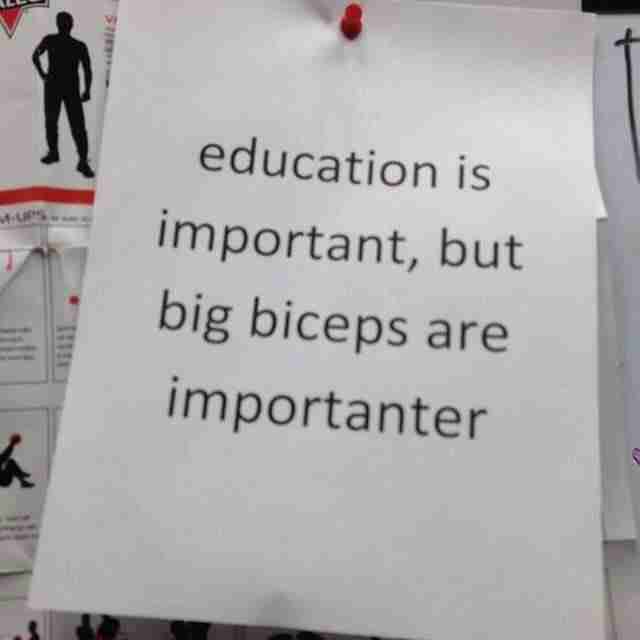 education is
important, but
big biceps are
importanter